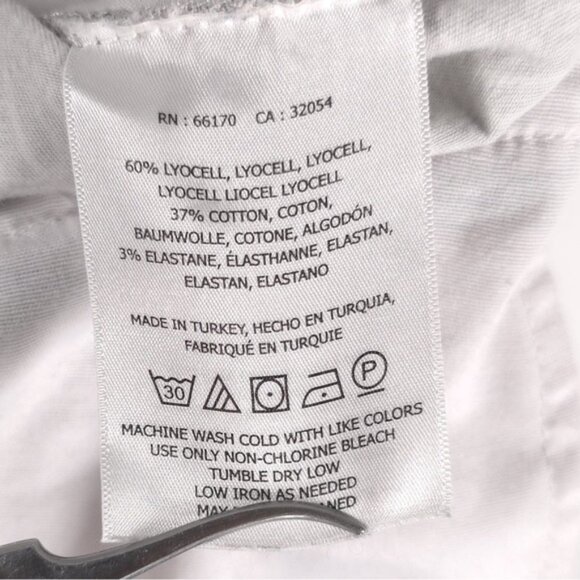 RN : 66170 CA : 32054
60% LYOCELL, LYOCELL, LYOCELL,
LYOCELL LIOCEL LYOCELL
37% COTTON, COTON,
BAUMWOLLE, COTONE, ALGODÓN
3% ELASTANE, ÉLASTHANNE, ELASTAN,
ELASTAN, ELASTANO
MADE IN TURKEY, HECHO EN TURQUIA,
FABRIQUÉ EN TURQUIE
30 P
MACHINE WASH COLD WITH LIKE COLORS
USE ONLY NON-CHLORINE BLEACH
TUMBLE DRY LOW
LOW IRON AS NEEDED
MAY